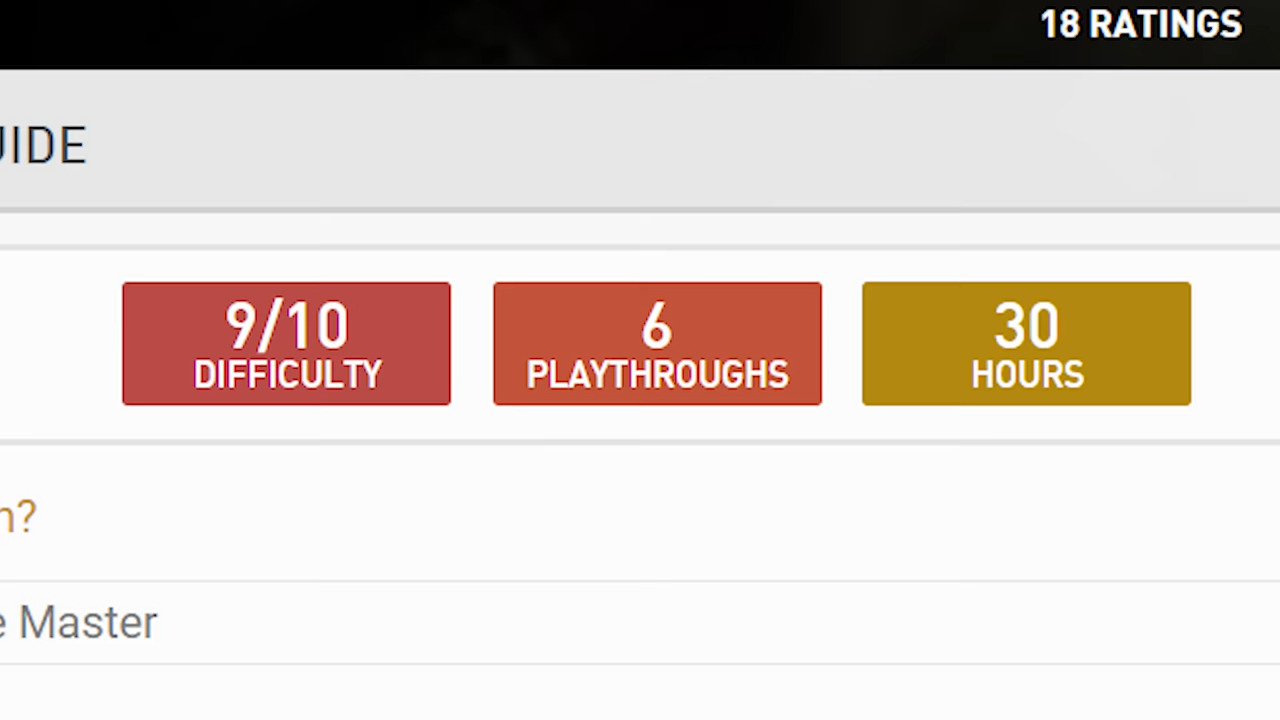 18 RATINGS
UIDE
9/10
DIFFICULTY
6
PLAYTHROUGHS
30
HOURS
n?
e Master